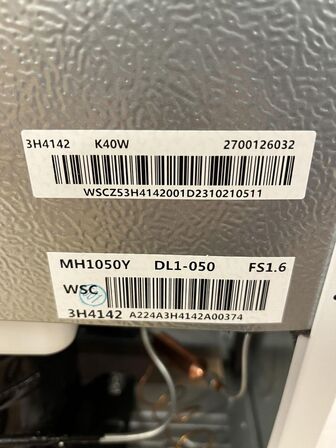 3H4142 K40W 2700126032
WSCZ53H4142001D2310210511
MH1050Y DL1-050 FS1.6
WSC
3H4142 A224A3H4142A00374